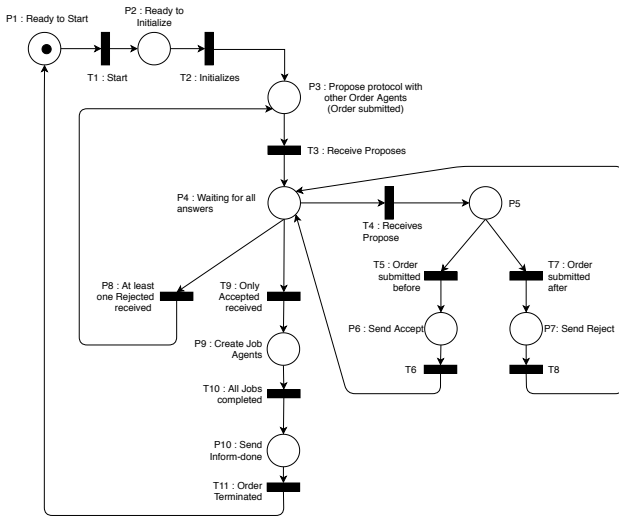 P1 : Ready to Start
P2 : Ready to
Initialize
T1 : Start
T2 : Initializes
P3 : Propose protocol with
other Order Agents
(Order submitted)
T3 : Receive Proposes
P4 : Waiting for all
answers
T4 : Receives
Propose
P5
T5 : Order
submitted
before
T7 : Order
submitted
after
P8 : At least
one Rejected
received
T9 : Only
Accepted
received
P6 : Send Accept
P7: Send Reject
P9 : Create Job
Agents
T6
T8
T10 : All Jobs
completed
P10 : Send
Inform-done
T11 : Order
Terminated